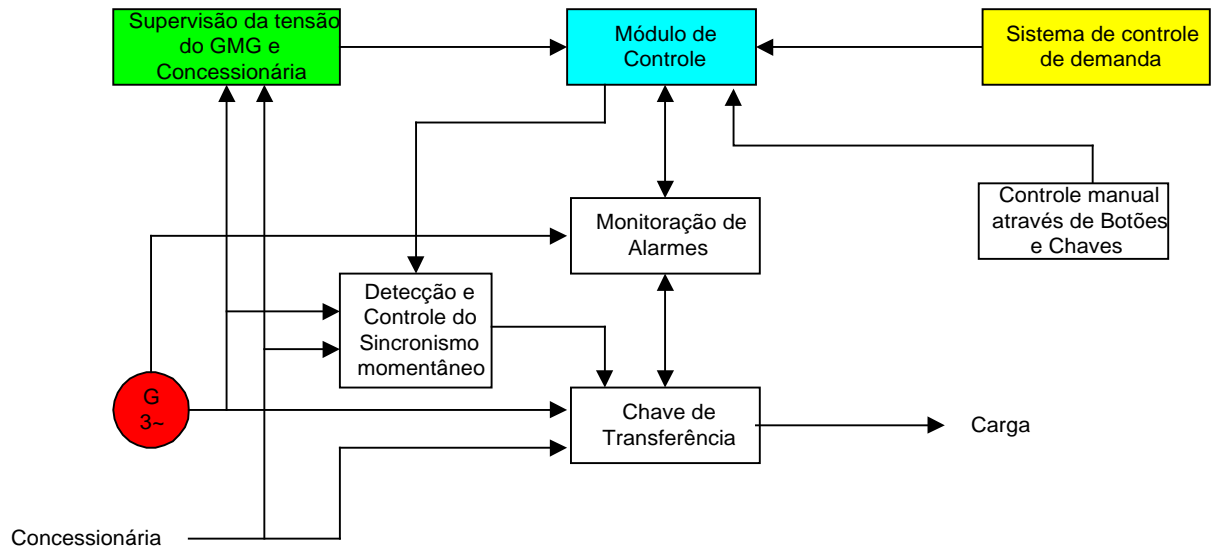 Supervisão da tensão
do GMG e
Concessionária
Módulo de
Controle
Sistema de controle
de demanda
Controle manual
através de Botões
e Chaves
Monitoração de
Alarmes
Detecção e
Controle do
Sincronismo
momentâneo
G
3~
Chave de
Transferência
Carga
Concessionária